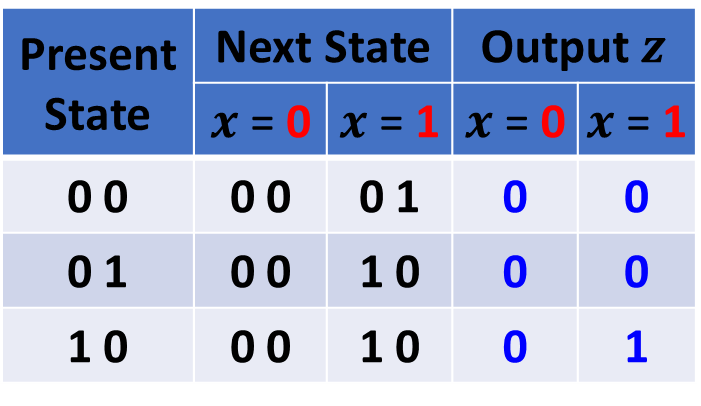 Present State Next State Output z
x = 0 x = 1 x = 0 x = 1
0 0 0 0 0 1 0 0
0 1 0 0 1 0 0 0
1 0 0 0 1 0 0 1